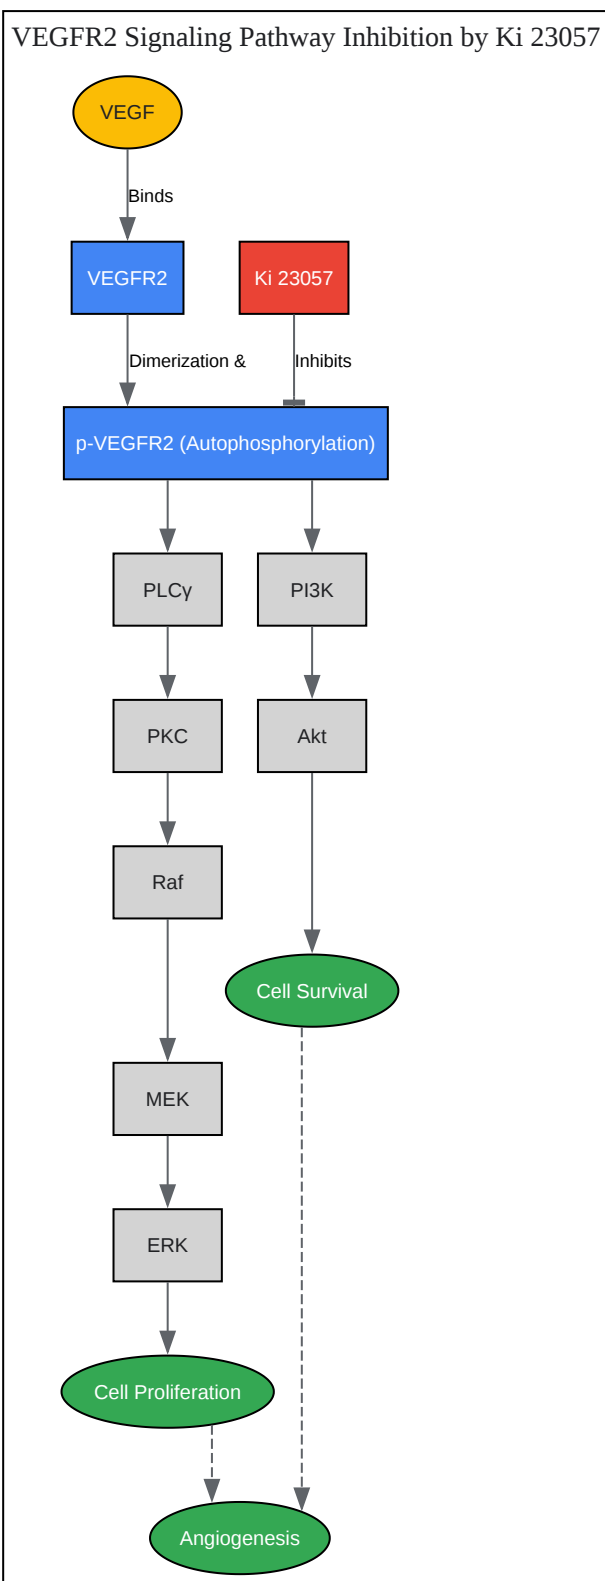 VEGFR2 Signaling Pathway Inhibition by Ki 23057
VEGF
Binds
VEGFR2
Ki 23057
Dimerization &
Inhibits
p-VEGFR2 (Autophosphorylation)
PLCγ
PI3K
PKC
Akt
Raf
Cell Survival
MEK
ERK
Cell Proliferation
Angiogenesis